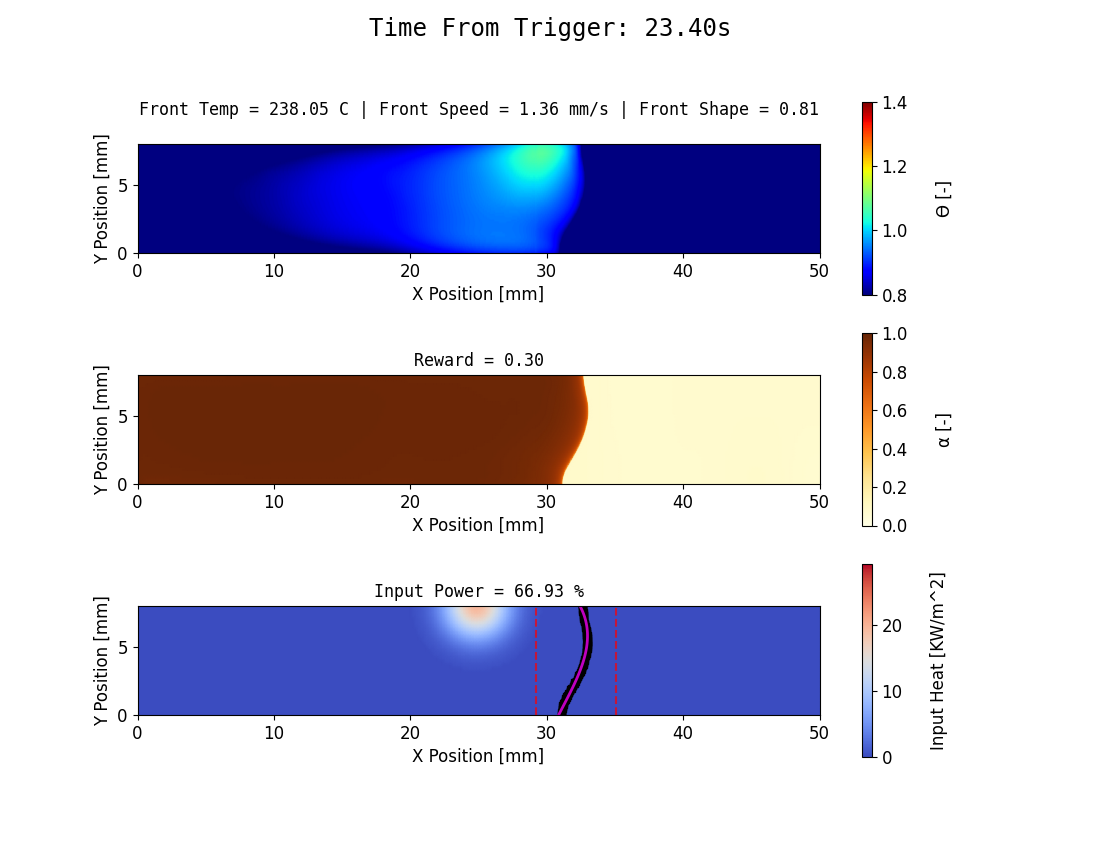 Time From Trigger: 23.40s
Front Temp = 238.05 C | Front Speed = 1.36 mm/s | Front Shape = 0.81
Y Position [mm]
5
0
0 10 20 30 40 50
X Position [mm]
1.4
1.2
1.0
0.8
Θ [-]
Reward = 0.30
Y Position [mm]
5
0
0 10 20 30 40 50
X Position [mm]
1.0
0.8
0.6
0.4
0.2
0.0
α [-]
Input Power = 66.93 %
Y Position [mm]
5
0
0 10 20 30 40 50
X Position [mm]
20
10
0
Input Heat [KW/m^2]